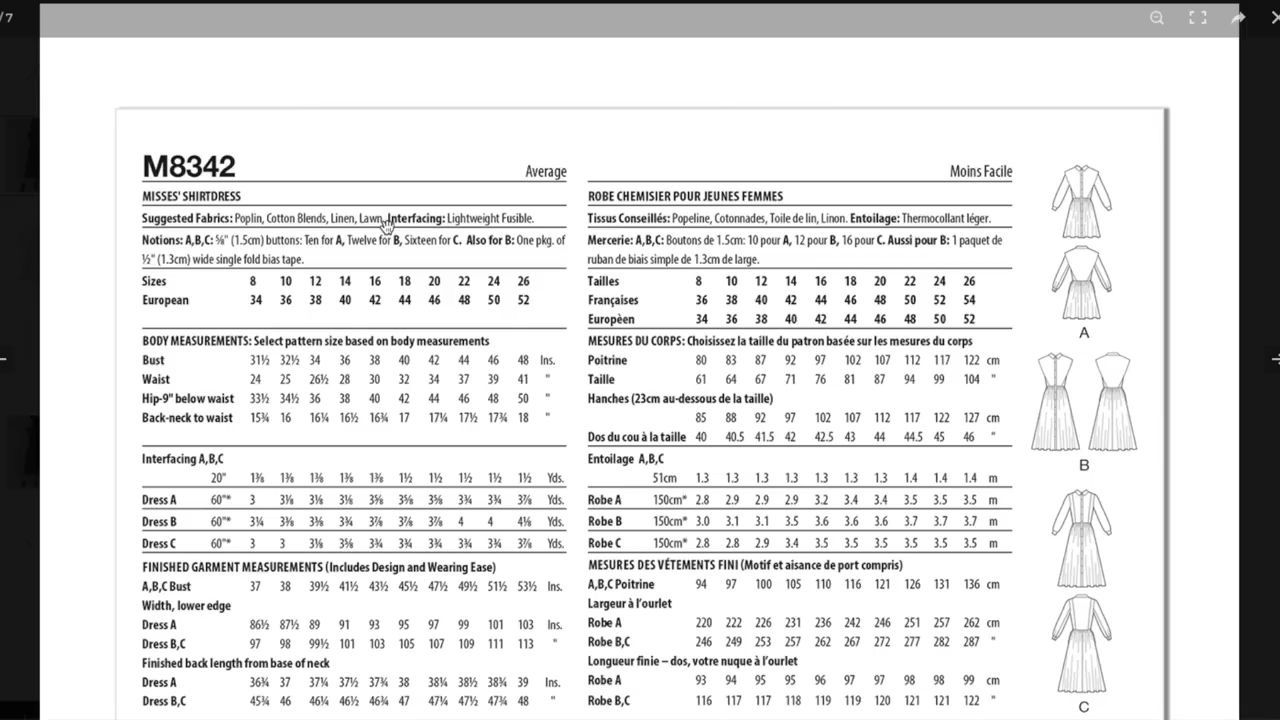 /7
M8342 Average
MISSES' SHIRTDRESS
Suggested Fabrics: Poplin, Cotton Blends, Linen, Lawn. Interfacing: Lightweight Fusible.
Notions: A,B,C: ⅝" (1.5cm) buttons: Ten for A, Twelve for B, Sixteen for C. Also for B: One pkg. of
½" (1.3cm) wide single fold bias tape.
Sizes 8 10 12 14 16 18 20 22 24 26
European 34 36 38 40 42 44 46 48 50 52
BODY MEASUREMENTS: Select pattern size based on body measurements
Bust 31½ 32½ 34 36 38 40 42 44 46 48 Ins.
Waist 24 25 26½ 28 30 32 34 37 39 41 "
Hip-9" below waist 33½ 34½ 36 38 40 42 44 46 48 50 "
Back-neck to waist 15¾ 16 16¼ 16½ 16¾ 17 17¼ 17½ 17¾ 18 "
Interfacing A,B,C
20" 1⅜ 1⅜ 1⅜ 1⅜ 1⅜ 1½ 1½ 1½ 1½ 1½ Yds.
Dress A 60"* 3 3⅛ 3⅛ 3⅛ 3⅝ 3⅝ 3⅝ 3¾ 3¾ 3⅞ Yds.
Dress B 60"* 3¼ 3⅜ 3⅜ 3¾ 3⅞ 3⅞ 3⅞ 4 4 4⅛ Yds.
Dress C 60"* 3 3 3⅛ 3⅝ 3¾ 3¾ 3¾ 3¾ 3¾ 3⅞ Yds.
FINISHED GARMENT MEASUREMENTS (Includes Design and Wearing Ease)
A,B,C Bust 37 38 39½ 41½ 43½ 45½ 47½ 49½ 51½ 53½ Ins.
Width, lower edge
Dress A 86½ 87½ 89 91 93 95 97 99 101 103 Ins.
Dress B,C 97 98 99½ 101 103 105 107 109 111 113 "
Finished back length from base of neck
Dress A 36¾ 37 37¼ 37½ 37¾ 38 38¼ 38½ 38¾ 39 Ins.
Dress B,C 45¾ 46 46¼ 46½ 46¾ 47 47¼ 47½ 47¾ 48 "
Moins Facile
ROBE CHEMISIER POUR JEUNES FEMMES
Tissus Conseillés: Popeline, Cotonnades, Toile de lin, Linon. Entoilage: Thermocollant léger.
Mercerie: A,B,C: Boutons de 1.5cm: 10 pour A, 12 pour B, 16 pour C. Aussi pour B: 1 paquet de
ruban de biais simple de 1.3cm de large.
Tailles 8 10 12 14 16 18 20 22 24 26
Françaises 36 38 40 42 44 46 48 50 52 54
Europèen 34 36 38 40 42 44 46 48 50 52
MESURES DU CORPS: Choisissez la taille du patron basée sur les mesures du corps
Poitrine 80 83 87 92 97 102 107 112 117 122 cm
Taille 61 64 67 71 76 81 87 94 99 104 "
Hanches (23cm au-dessous de la taille)
85 88 92 97 102 107 112 117 122 127 cm
Dos du cou à la taille 40 40.5 41.5 42 42.5 43 44 44.5 45 46 "
Entoilage A,B,C
51cm 1.3 1.3 1.3 1.3 1.3 1.3 1.3 1.4 1.4 1.4 m
Robe A 150cm* 2.8 2.9 2.9 2.9 3.2 3.4 3.4 3.5 3.5 3.5 m
Robe B 150cm* 3.0 3.1 3.1 3.5 3.6 3.6 3.6 3.7 3.7 3.7 m
Robe C 150cm* 2.8 2.8 2.9 3.4 3.5 3.5 3.5 3.5 3.5 3.5 m
MESURES DES VÉTEMENTS FINI (Motif et aisance de port compris)
A,B,C Poitrine 94 97 100 105 110 116 121 126 131 136 cm
Largeur à l'ourlet
Robe A 220 222 226 231 236 242 246 251 257 262 cm
Robe B,C 246 249 253 257 262 267 272 277 282 287 "
Longueur finie – dos, votre nuque à l'ourlet
Robe A 93 94 95 95 96 97 97 98 98 99 cm
Robe B,C 116 117 117 118 119 119 120 121 121 122 "
A
B
C